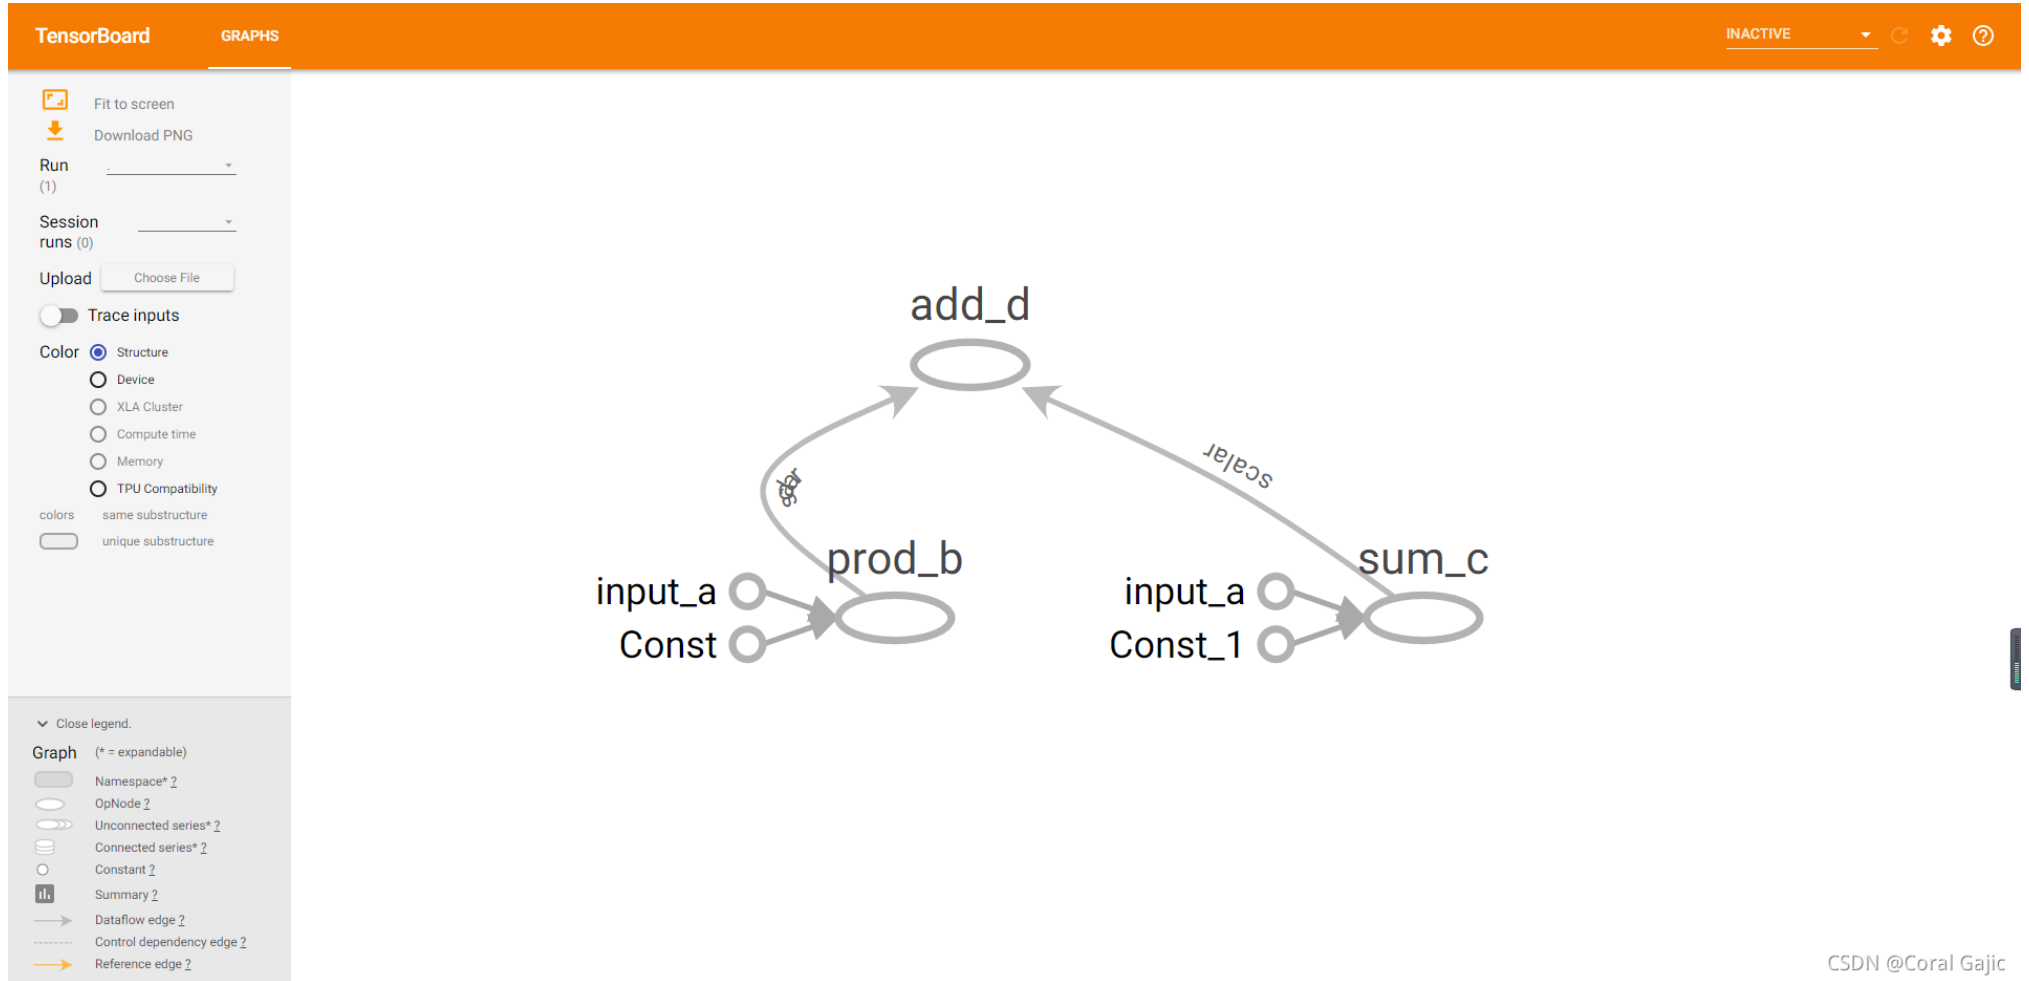 TensorBoard GRAPHS INACTIVE
Fit to screen
Download PNG
Run
(1)
Session
runs (0)
Upload Choose File
Trace inputs
Color Structure
Device
XLA Cluster
Compute time
Memory
TPU Compatibility
colors same substructure
unique substructure
Close legend.
Graph (* = expandable)
Namespace* ?
OpNode ?
Unconnected series* ?
Connected series* ?
Constant ?
Summary ?
Dataflow edge ?
Control dependency edge ?
Reference edge ?
add_d
scalar
scalar
prod_b
input_a
Const
sum_c
input_a
Const_1
CSDN @Coral Gajic